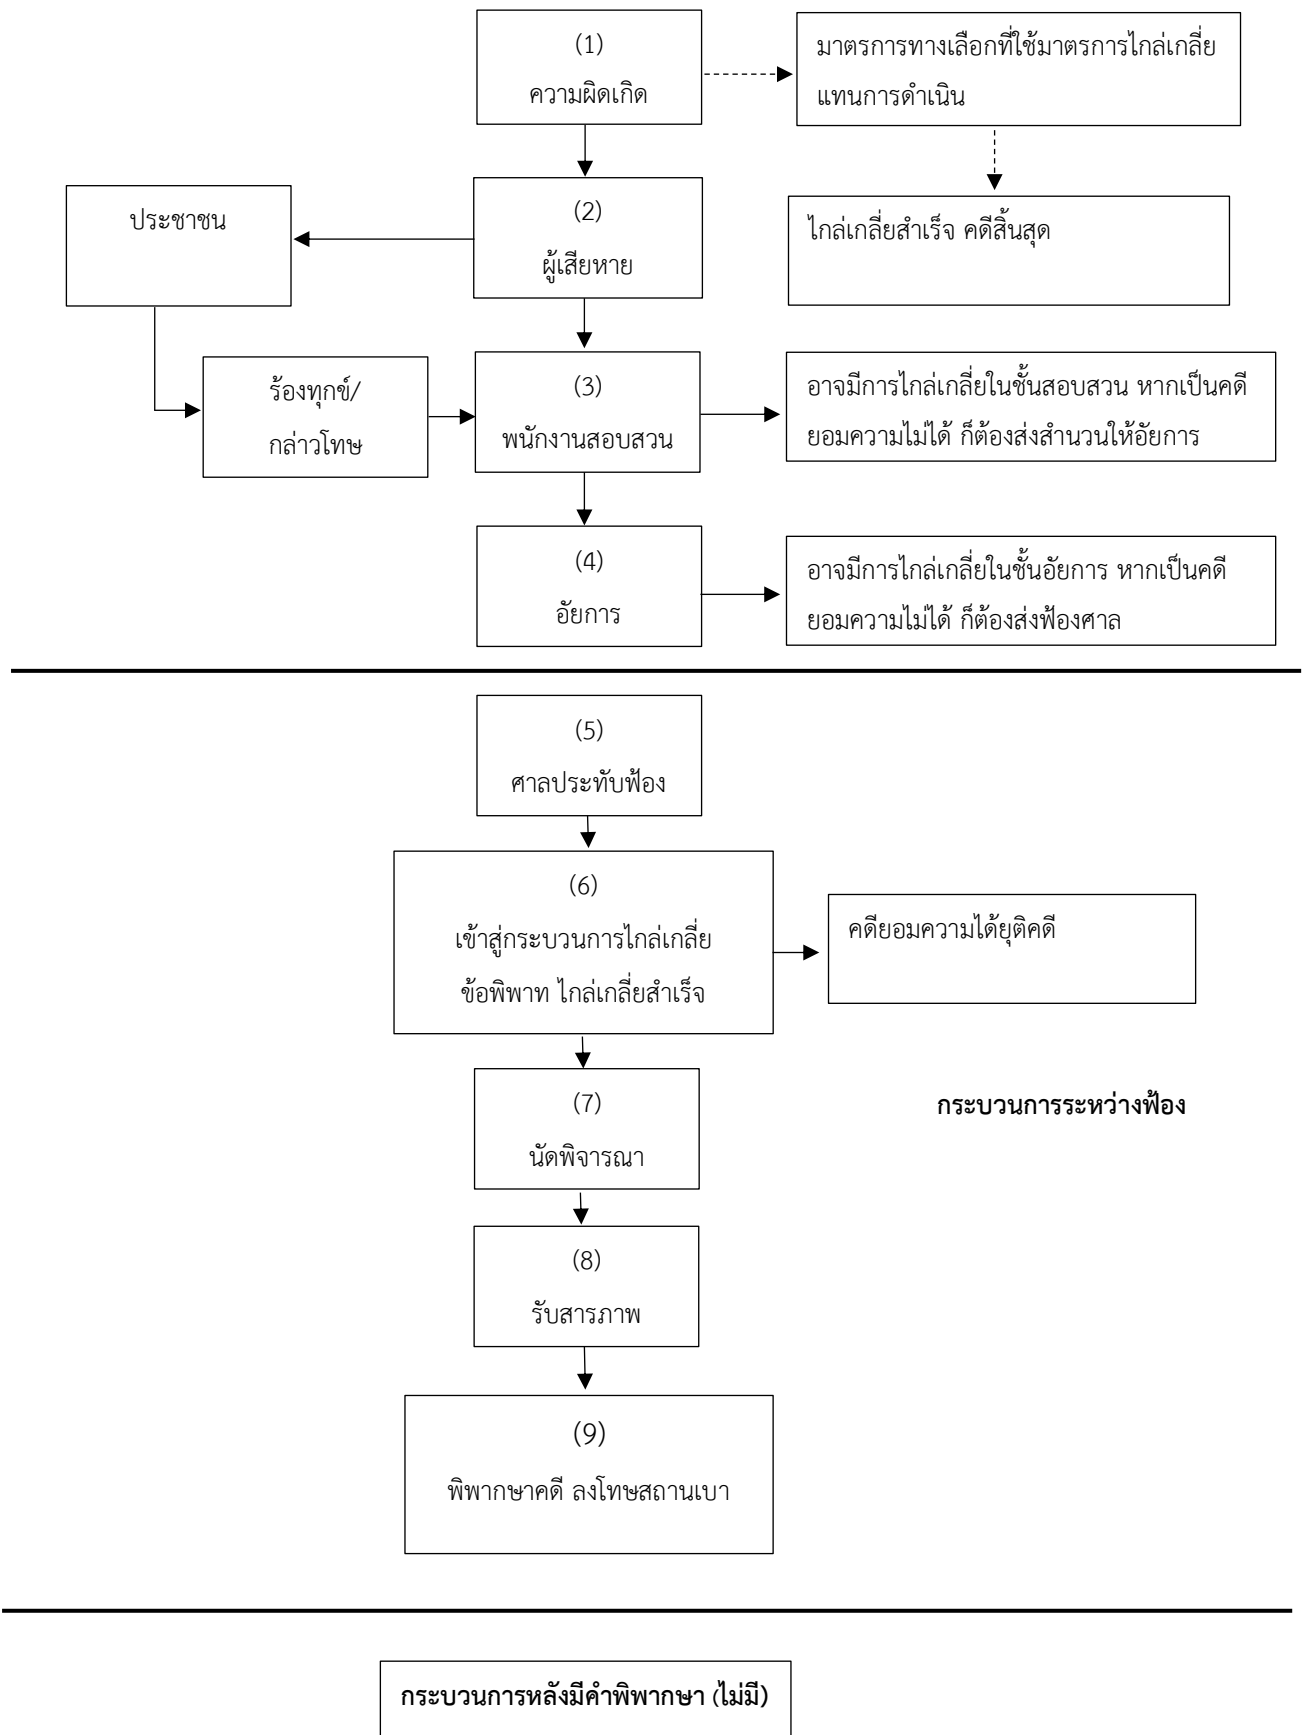 (1)
ความผิดเกิด
มาตรการทางเลือกที่ใช้มาตรการไกล่เกลี่ย
แทนการดำเนิน
ประชาชน
(2)
ผู้เสียหาย
ไกล่เกลี่ยสำเร็จ คดีสิ้นสุด
ร้องทุกข์/
กล่าวโทษ
(3)
พนักงานสอบสวน
อาจมีการไกล่เกลี่ยในชั้นสอบสวน หากเป็นคดี
ยอมความไม่ได้ ก็ต้องส่งสำนวนให้อัยการ
(4)
อัยการ
อาจมีการไกล่เกลี่ยในชั้นอัยการ หากเป็นคดี
ยอมความไม่ได้ ก็ต้องส่งฟ้องศาล
(5)
ศาลประทับฟ้อง
(6)
เข้าสู่กระบวนการไกล่เกลี่ย
ข้อพิพาท ไกล่เกลี่ยสำเร็จ
คดียอมความได้ยุติคดี
(7)
นัดพิจารณา
กระบวนการระหว่างฟ้อง
(8)
รับสารภาพ
(9)
พิพากษาคดี ลงโทษสถานเบา
กระบวนการหลังมีคำพิพากษา (ไม่มี)